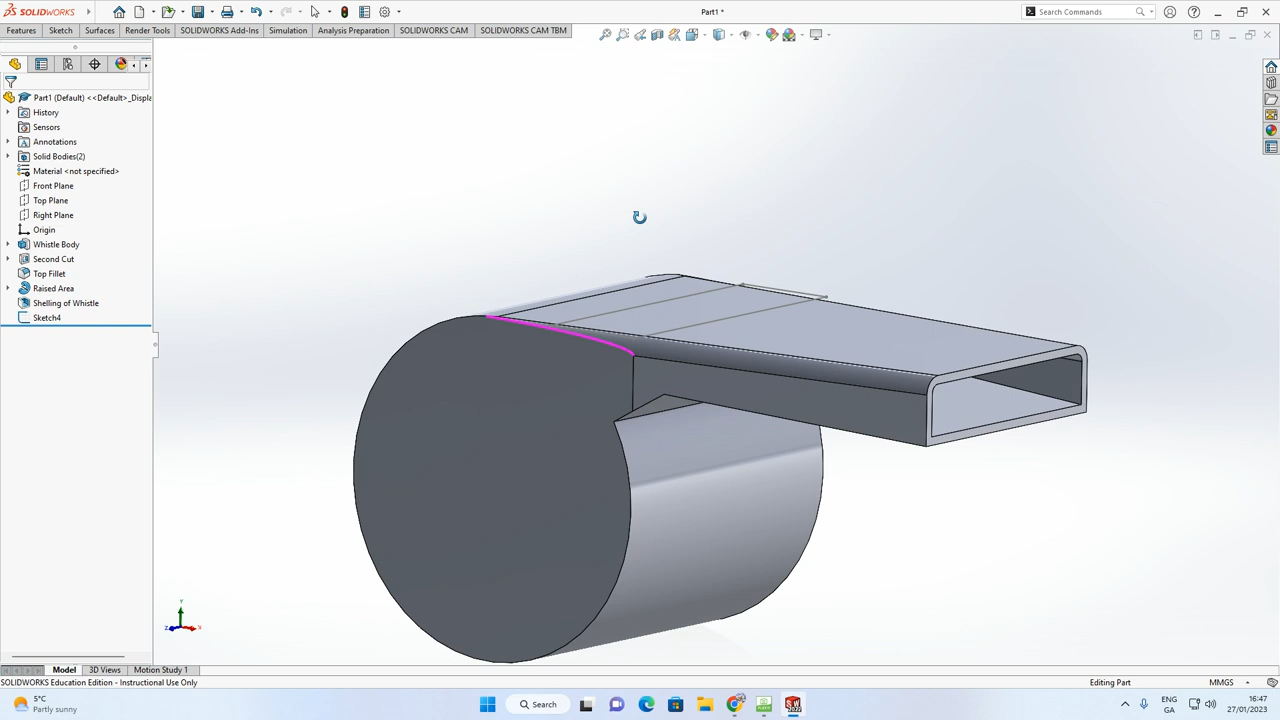 SOLIDWORKS
Part1 *
Search Commands
Features
Sketch
Surfaces
Render Tools
SOLIDWORKS Add-Ins
Simulation
Analysis Preparation
SOLIDWORKS CAM
SOLIDWORKS CAM TBM
Part1 (Default) <<Default>_Displa
History
Sensors
Annotations
Solid Bodies(2)
Material <not specified>
Front Plane
Top Plane
Right Plane
Origin
Whistle Body
Second Cut
Top Fillet
Raised Area
Shelling of Whistle
Sketch4
Y
Z
X
Model
3D Views
Motion Study 1
SOLIDWORKS Education Edition - Instructional Use Only
Editing Part
MMGS
5°C
Partly sunny
Search
ENG
GA
16:47
27/01/2023